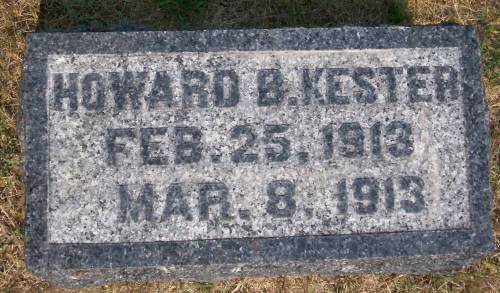 HOWARD B. KESTER
FEB. 25. 1913
MAR. 8. 1913